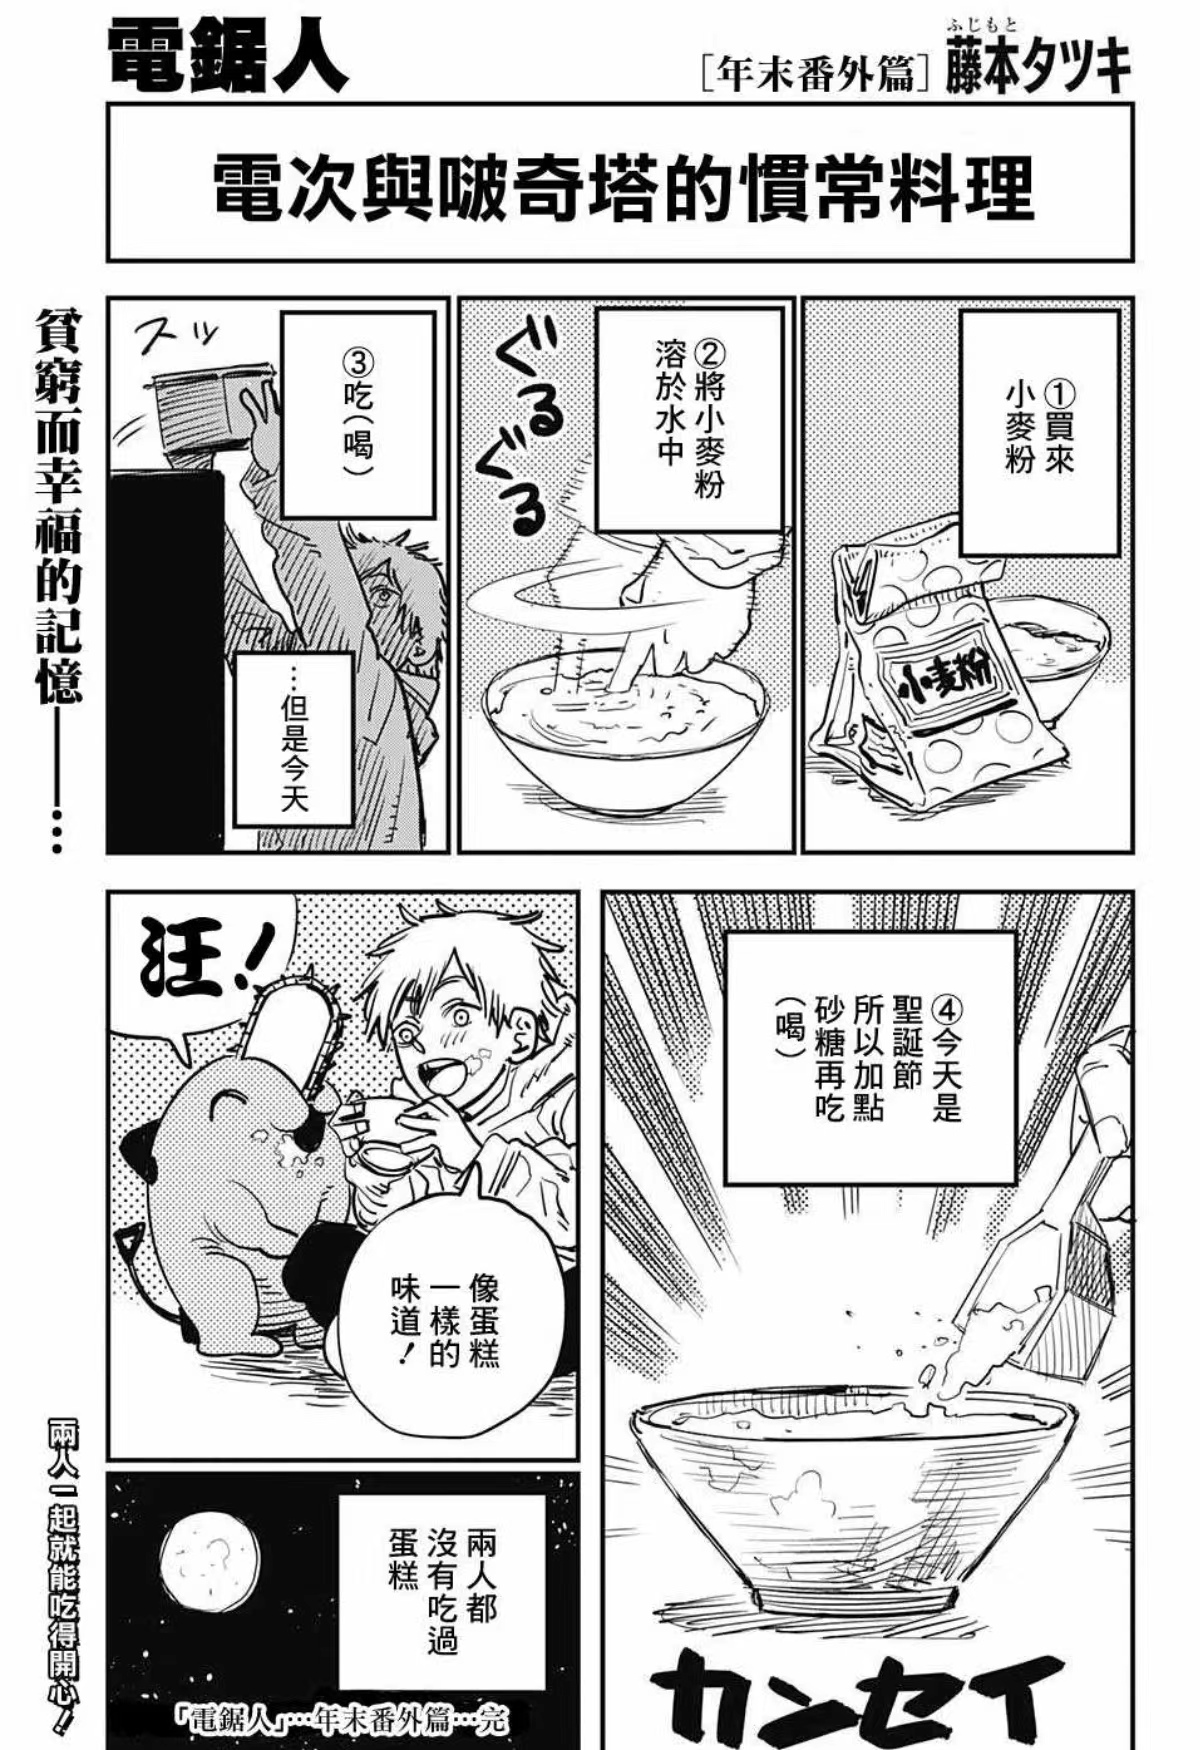 電鋸人
［年末番外篇］
ふじもと
藤本タツキ
電次與啵奇塔的慣常料理
貧窮而幸福的記憶——…
①買來
小麥粉
小麦粉
②將小麥粉
溶於水中
ぐるぐる
③吃（喝）
スッ
…但是今天
④今天是
聖誕節
所以加點
砂糖再吃
（喝）
カンセイ
汪！
像蛋糕
一樣的
味道！
兩人都
沒有吃過
蛋糕
「電鋸人」…年末番外篇…完
兩人一起就能吃得開心！